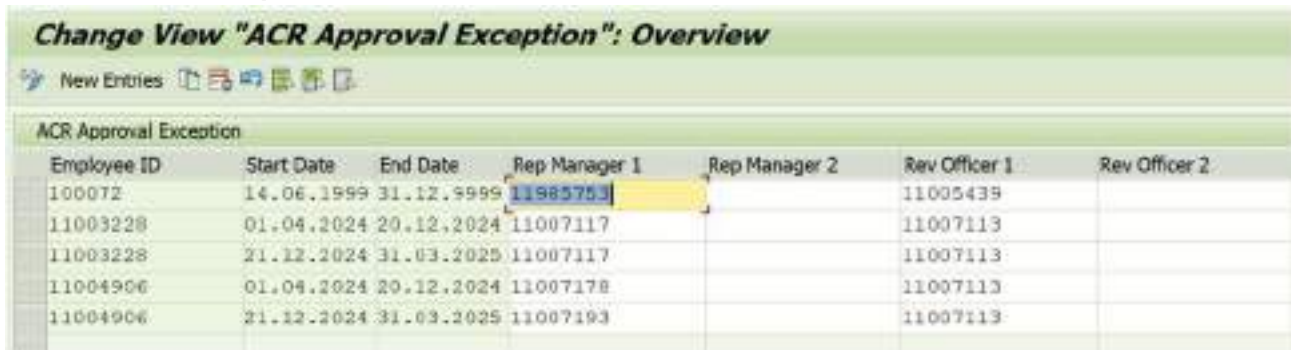 Change View "ACR Approval Exception": Overview
New Entries
ACR Approval Exception
Employee ID Start Date End Date Rep Manager 1 Rep Manager 2 Rev Officer 1 Rev Officer 2
100072 14.06.1999 31.12.9999 11985753 11005439
11003228 01.04.2024 20.12.2024 11007117 11007113
11003228 21.12.2024 31.03.2025 11007117 11007113
11004906 01.04.2024 20.12.2024 11007178 11007113
11004906 21.12.2024 31.03.2025 11007193 11007113